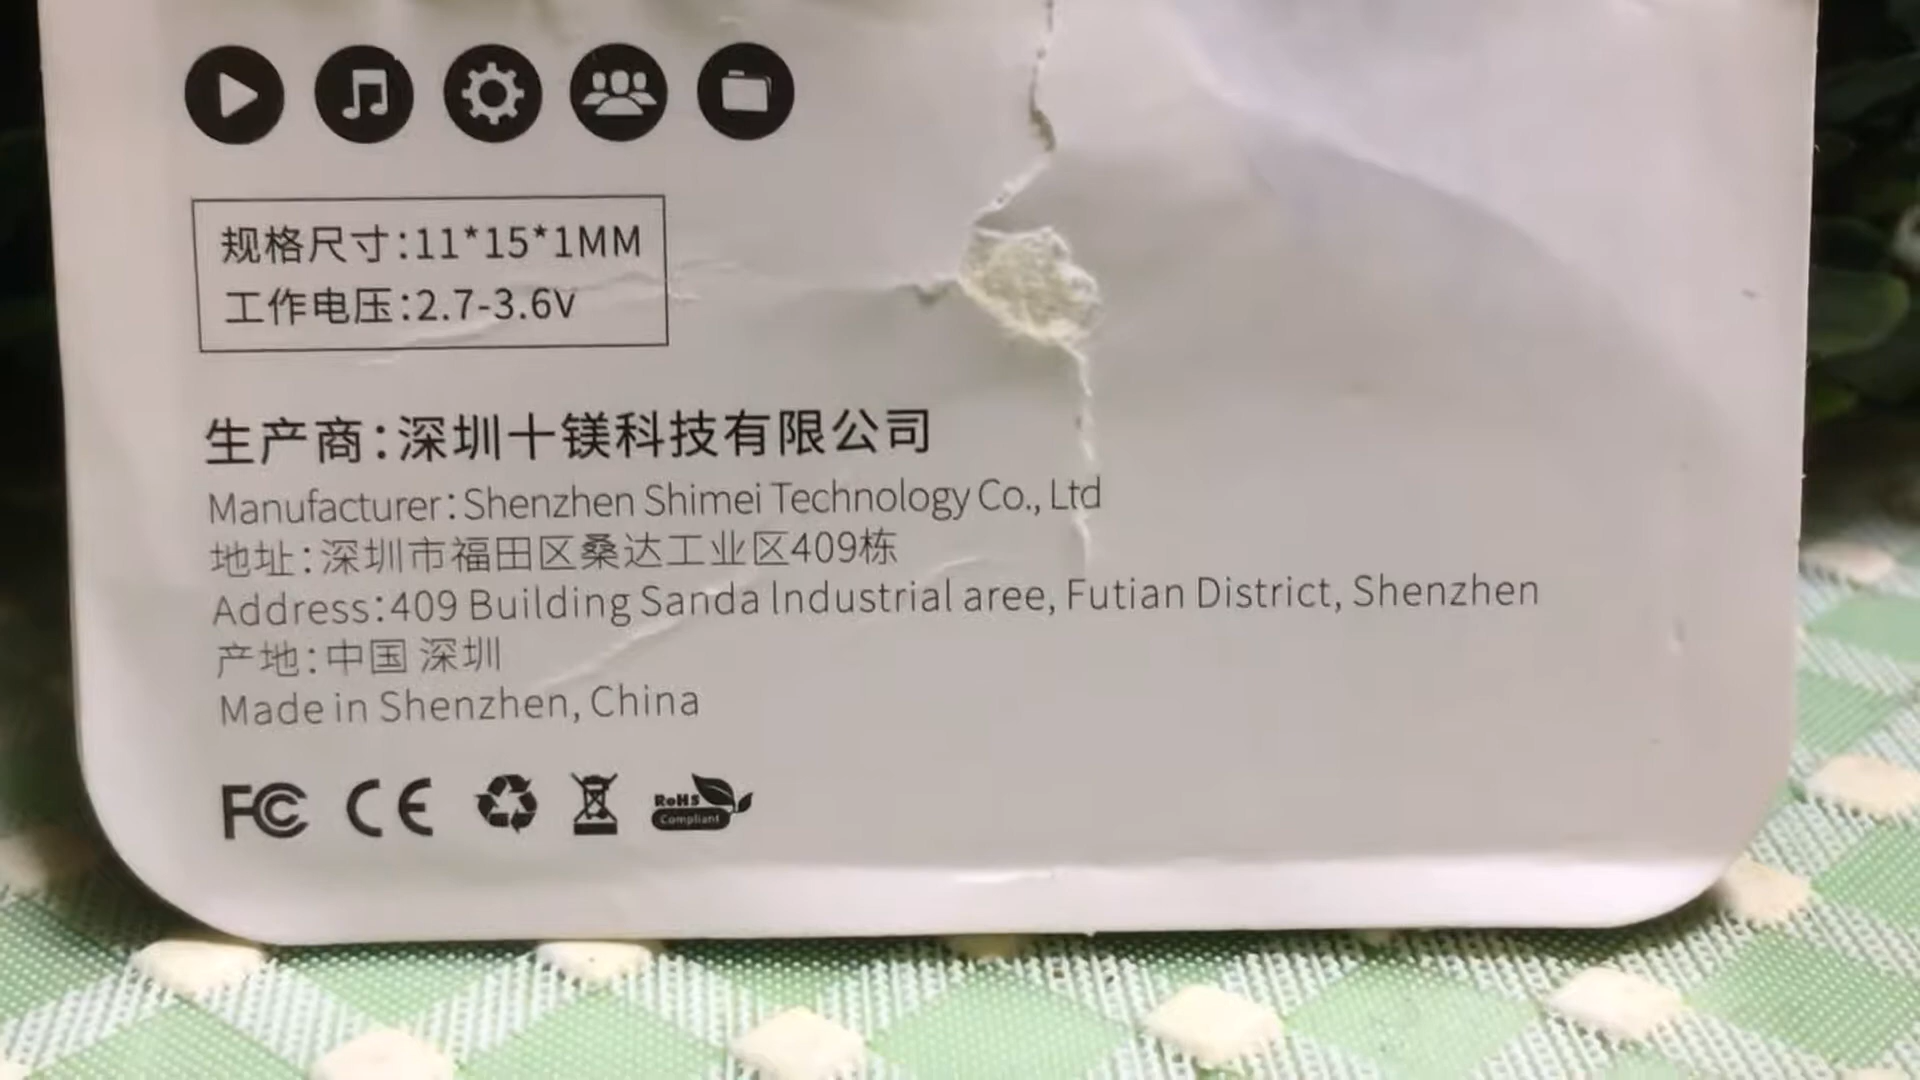 规格尺寸:11*15*1MM
工作电压:2.7-3.6V
生产商:深圳十镁科技有限公司
Manufacturer:Shenzhen Shimei Technology Co., Ltd
地址:深圳市福田区桑达工业区409栋
Address:409 Building Sanda lndustrial aree, Futian District, Shenzhen
产地:中国 深圳
Made in Shenzhen, China
FC CE RoHS
Compliant